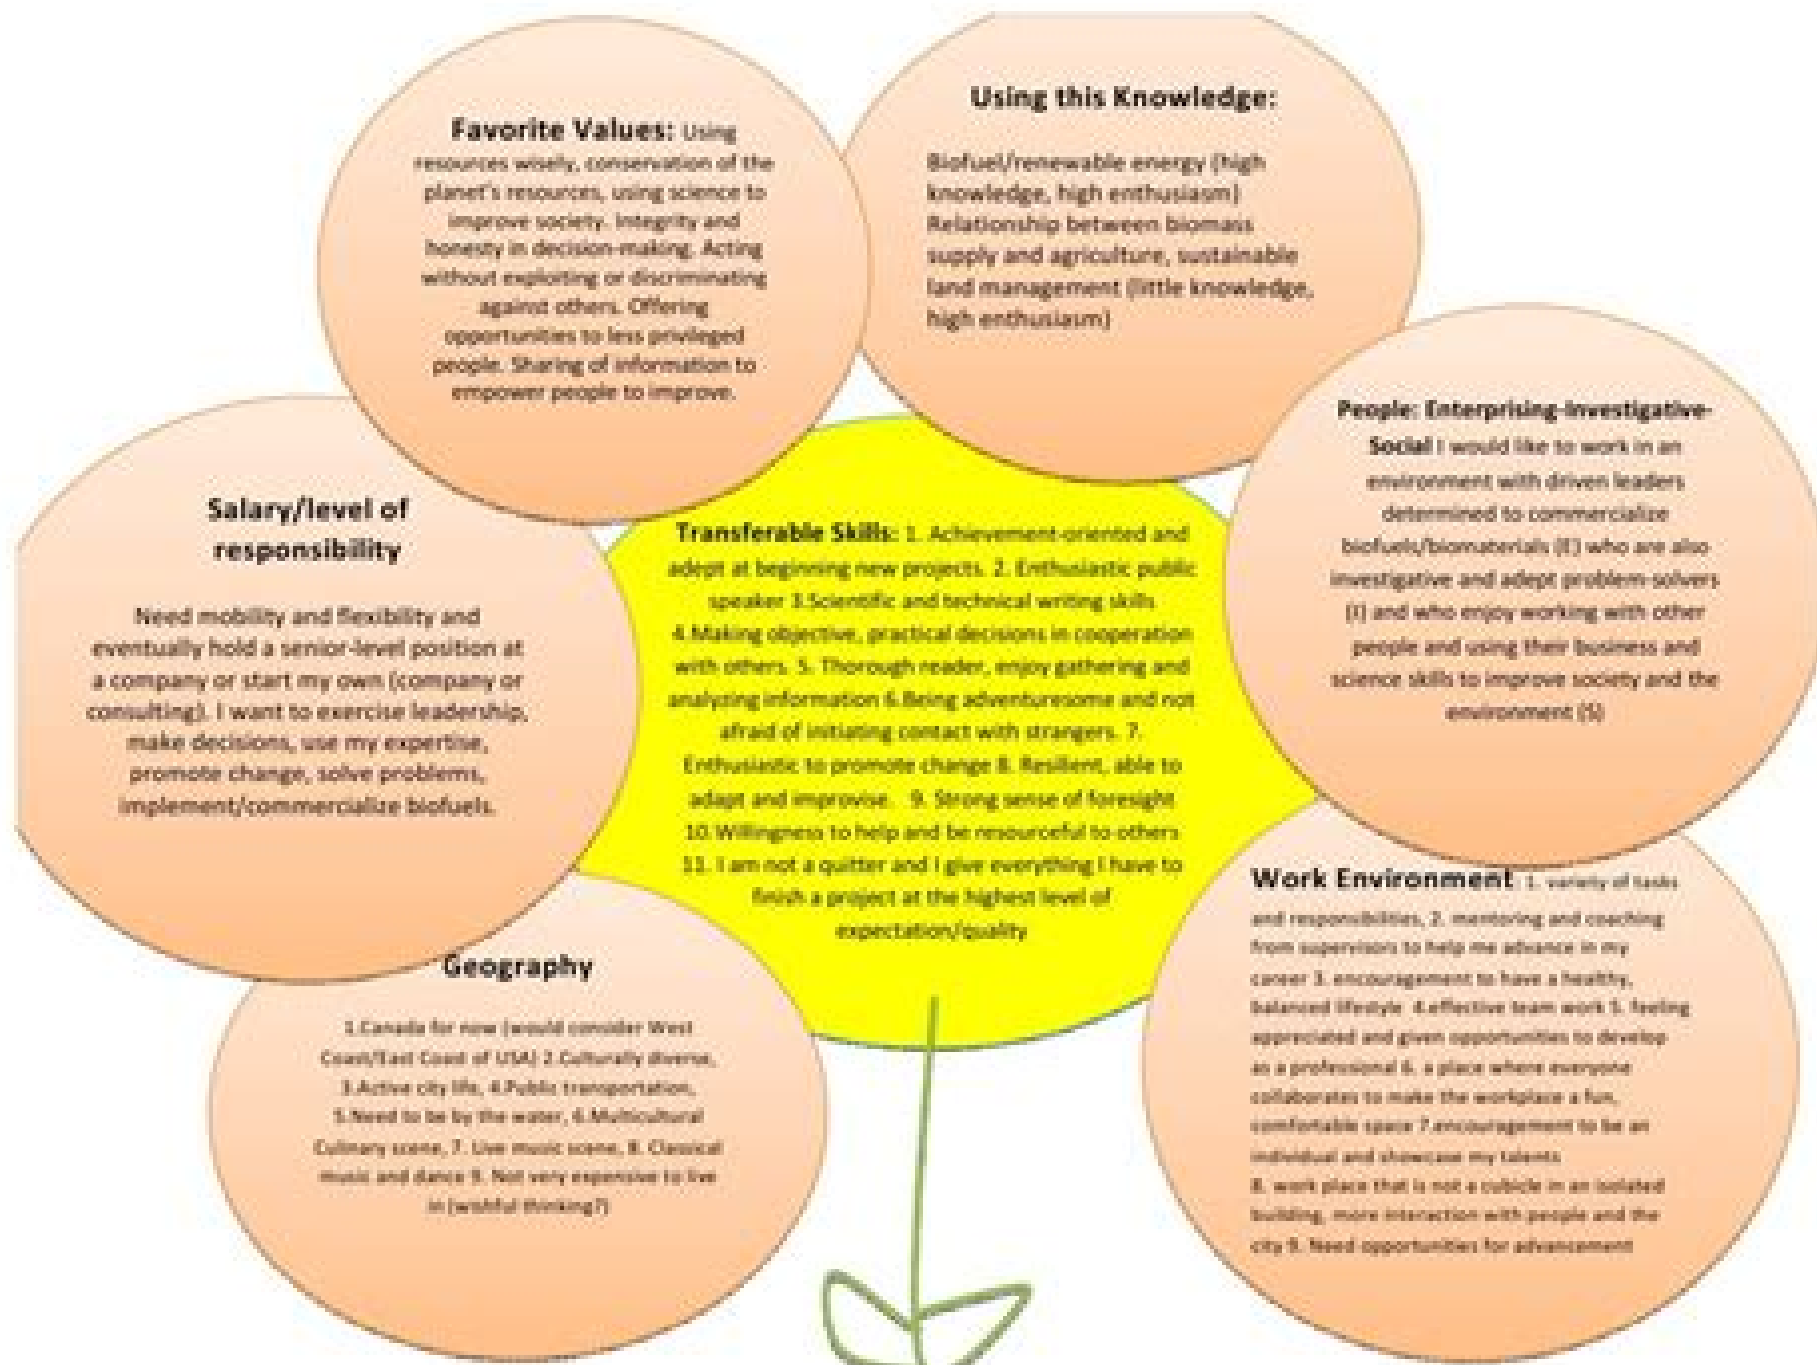 Favorite Values: Using
resources wisely, conservation of the
planet's resources, using science to
improve society. Integrity and
honesty in decision-making. Acting
without exploiting or discriminating
against others. Offering
opportunities to less privileged
people. Sharing of information to
empower people to improve.
Using this Knowledge:
Biofuel/renewable energy (high
knowledge, high enthusiasm)
Relationship between biomass
supply and agriculture, sustainable
land management (little knowledge,
high enthusiasm)
People: Enterprising-Investigative-
Social I would like to work in an
environment with driven leaders
determined to commercialize
biofuels/biomaterials (E) who are also
investigative and adept problem-solvers
(I) and who enjoy working with other
people and using their business and
science skills to improve society and the
environment (S)
Salary/level of
responsibility
Need mobility and flexibility and
eventually hold a senior-level position at
a company or start my own (company or
consulting). I want to exercise leadership,
make decisions, use my expertise,
promote change, solve problems,
implement/commercialize biofuels.
Transferable Skills: 1. Achievement-oriented and
adept at beginning new projects. 2. Enthusiastic public
speaker 3.Scientific and technical writing skills
4.Making objective, practical decisions in cooperation
with others. 5. Thorough reader, enjoy gathering and
analyzing information 6.Being adventuresome and not
afraid of initiating contact with strangers. 7.
Enthusiastic to promote change 8. Resilient, able to
adapt and improvise. 9. Strong sense of foresight
10.Willingness to help and be resourceful to others
11. I am not a quitter and I give everything I have to
finish a project at the highest level of
expectation/quality
Work Environment 1. variety of tasks
and responsibilities, 2. mentoring and coaching
from supervisors to help me advance in my
career 3. encouragement to have a healthy,
balanced lifestyle 4.effective team work 5. feeling
appreciated and given opportunities to develop
as a professional 6. a place where everyone
collaborates to make the workplace a fun,
comfortable space 7.encouragement to be an
individual and showcase my talents
8. work place that is not a cubicle in an isolated
building, more interaction with people and the
city 9. Need opportunities for advancement
Geography
1.Canada for now (would consider West
Coast/East Coast of USA) 2.Culturally diverse,
3.Active city life, 4.Public transportation,
5.Need to be by the water, 6.Multicultural
Culinary scene, 7. Live music scene, 8. Classical
music and dance 9. Not very expensive to live
in (wishful thinking?)